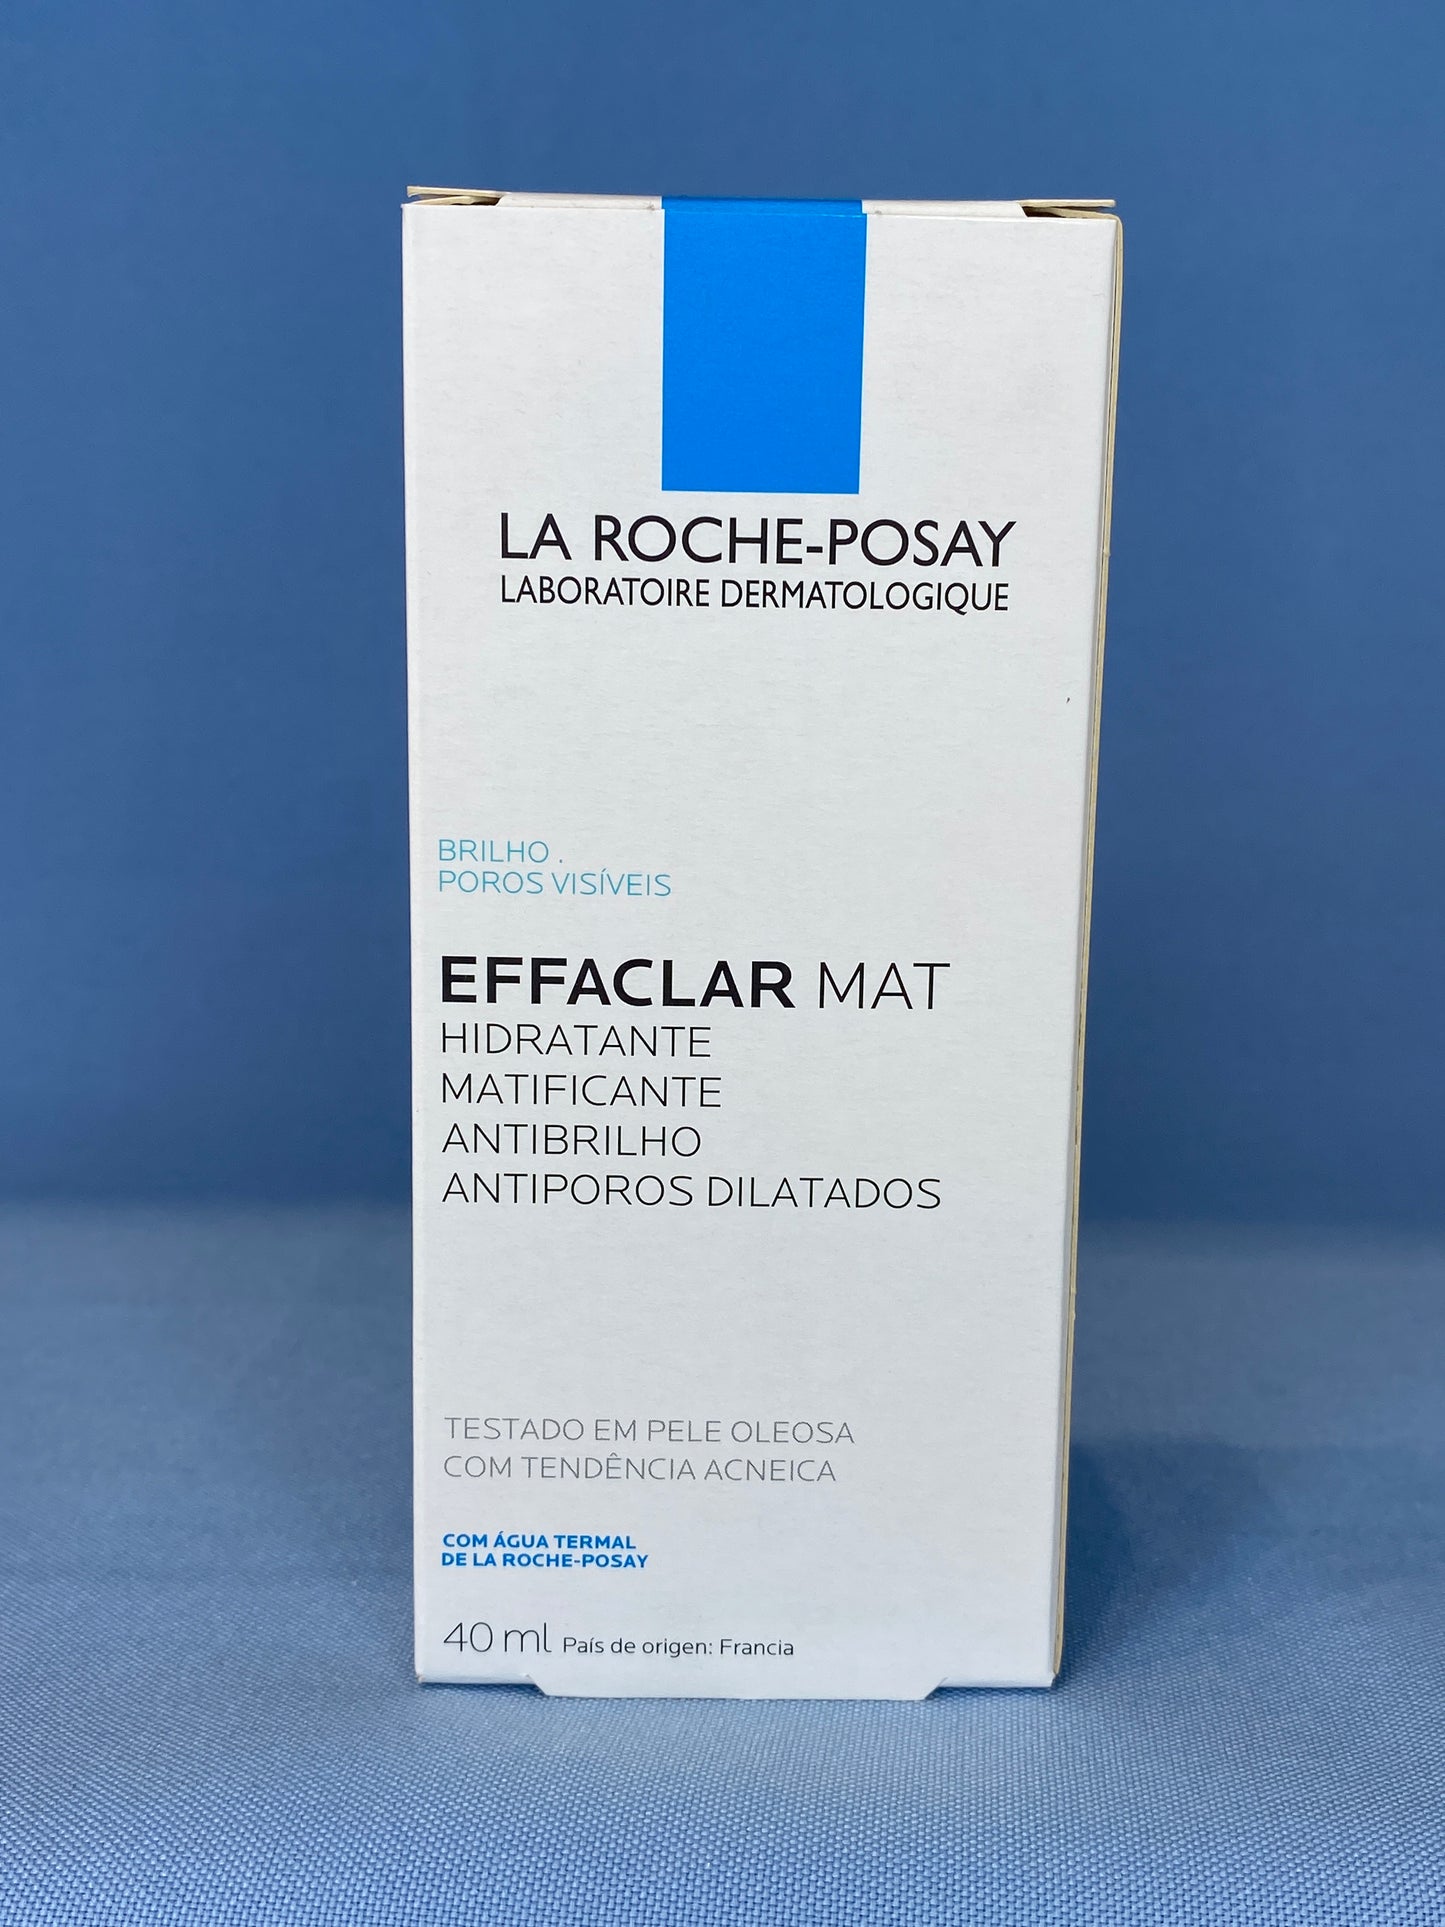 LA ROCHE-POSAY
LABORATOIRE DERMATOLOGIQUE
BRILHO .
POROS VISÍVEIS
EFFACLAR MAT
HIDRATANTE
MATIFICANTE
ANTIBRILHO
ANTIPOROS DILATADOS
TESTADO EM PELE OLEOSA
COM TENDÊNCIA ACNEICA
COM ÁGUA TERMAL
DE LA ROCHE-POSAY
40 ml País de origen: Francia